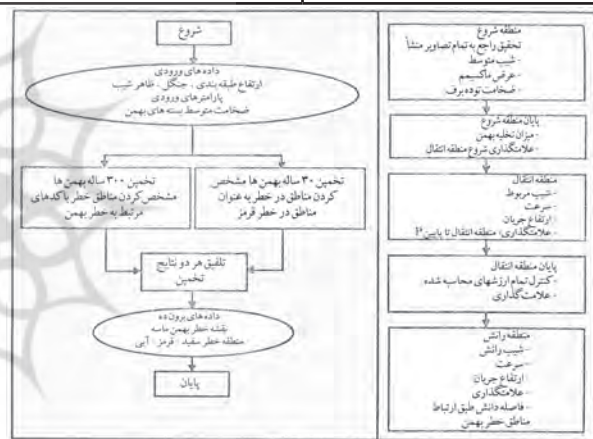 منطقه شروع
تحقیق راجع به تمام تصاویر منشأ
- شیب متوسط
- عرض ماکسیمم
- ضخامت توده برف
پایان منطقه شروع
- میزان تخلیه بهمن
- علامتگذاری شروع منطقه انتقال
منطقه انتقال
- شیب مربوط
- سرعت
- ارتفاع جریان
- علامتگذاری، منطقه انتقال تا پایین P
پایان منطقه انتقال
- کنترل تمام ارزشهای محاسبه شده
- علامت گذاری
منطقه رانش
- شیب رانش
- سرعت
- ارتفاع جریان
- علامتگذاری
- فاصله دانش طبق ارتباط
مناطق خطر بهمن
شروع
داده های ورودی
ارتفاع طبقه بندی . جنگل . ظاهر شیب
پارامترهای ورودی
ضخامت متوسط بسته های بهمن
تخمین ۳۰ ساله بهمن ها مشخص
کردن مناطق در خطر به عنوان
مناطق در خطر قرمز
تخمین ۳۰۰ ساله بهمن ها
مشخص کردن مناطق خطر باکدهای
مرتبط به خطر بهمن
تلفیق هر دو نتایج
تخمین
داده های برون ده
نقشه خطر بهمن ماسه
منطقه خطر سفید - قرمز - آبی
پایان